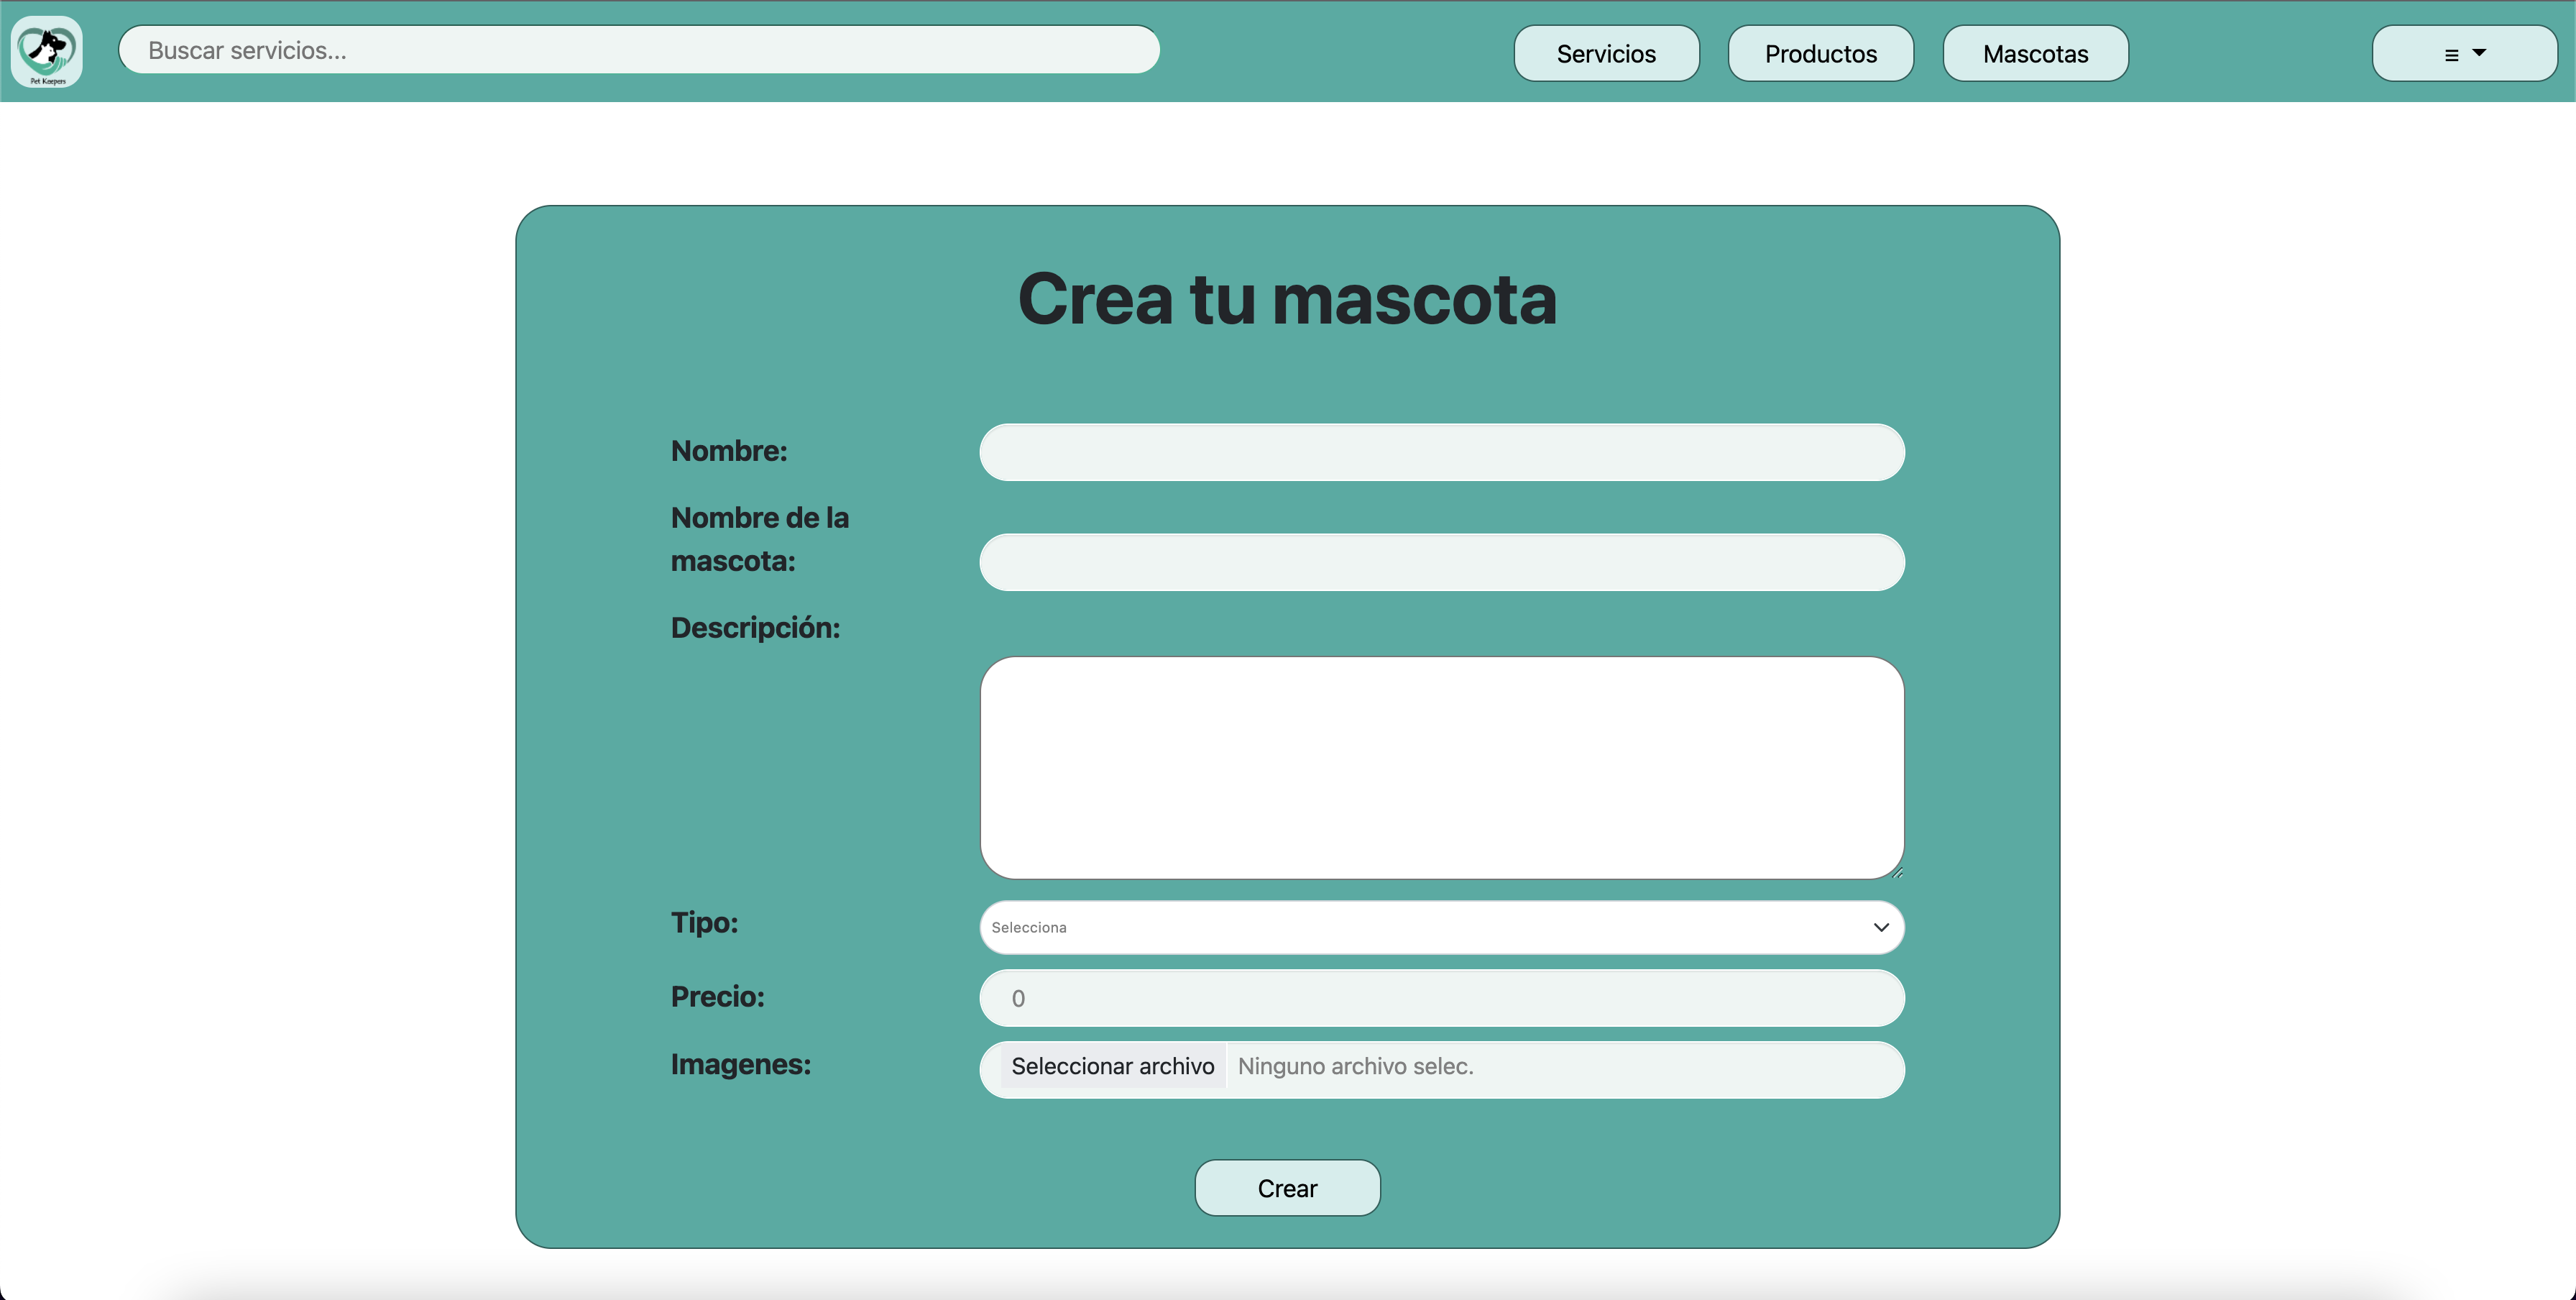 Pet Keepers
Buscar servicios...
Servicios
Productos
Mascotas
Crea tu mascota
Nombre:
Nombre de la
mascota:
Descripción:
Tipo:
Selecciona
Precio:
0
Imagenes:
Seleccionar archivo Ninguno archivo selec.
Crear